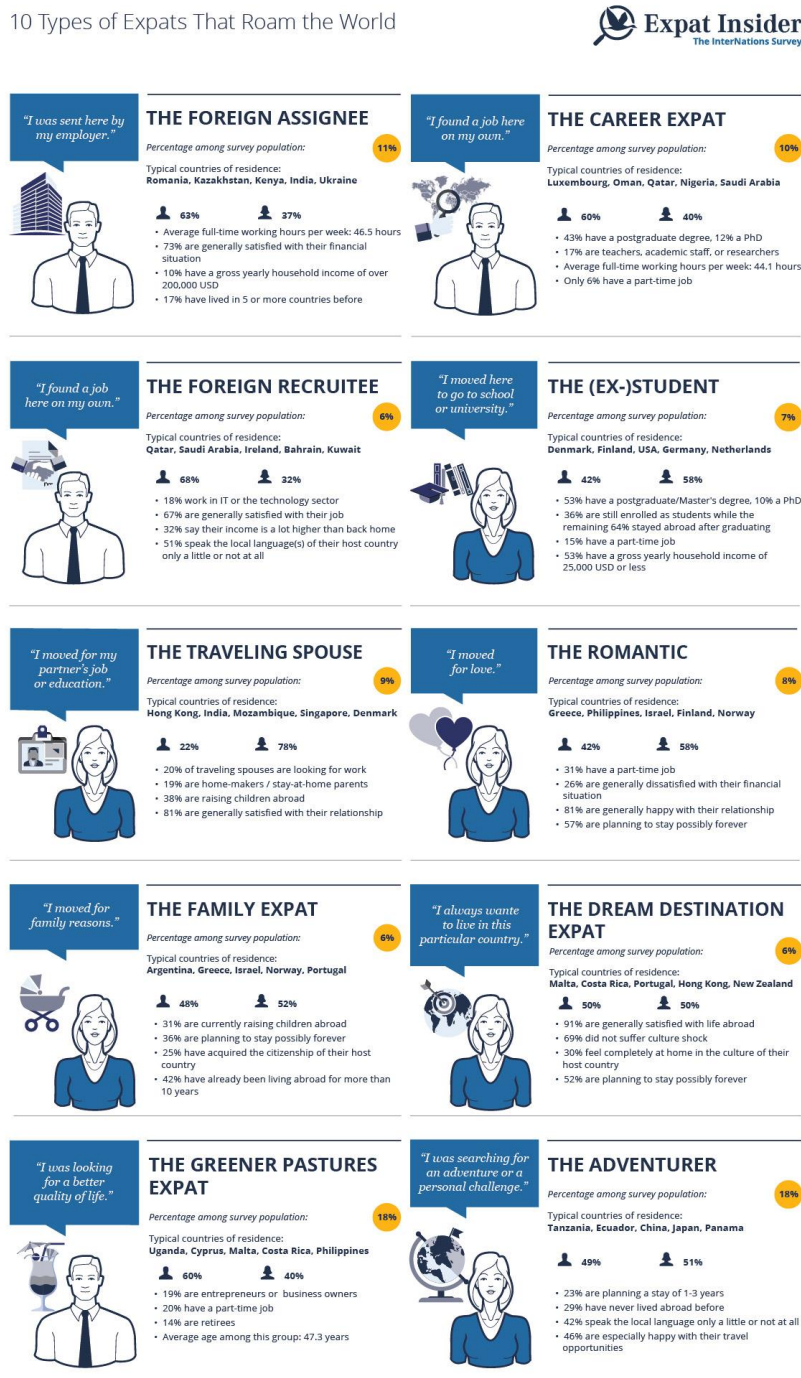 10 Types of Expats That Roam the World
Expat Insider
The InterNations Survey
"I was sent here by
my employer."
THE FOREIGN ASSIGNEE
Percentage among survey population:
11%
Typical countries of residence:
Romania, Kazakhstan, Kenya, India, Ukraine
63%
37%
• Average full-time working hours per week: 46.5 hours
• 73% are generally satisfied with their financial
situation
• 10% have a gross yearly household income of over
200,000 USD
• 17% have lived in 5 or more countries before
"I found a job here
on my own."
THE CAREER EXPAT
Percentage among survey population:
10%
Typical countries of residence:
Luxembourg, Oman, Qatar, Nigeria, Saudi Arabia
60%
40%
• 43% have a postgraduate degree, 12% a PhD
• 17% are teachers, academic staff, or researchers
• Average full-time working hours per week: 44.1 hours
• Only 6% have a part-time job
"I found a job
here on my own."
THE FOREIGN RECRUITEE
Percentage among survey population:
6%
Typical countries of residence:
Qatar, Saudi Arabia, Ireland, Bahrain, Kuwait
68%
32%
• 18% work in IT or the technology sector
• 67% are generally satisfied with their job
• 32% say their income is a lot higher than back home
• 51% speak the local language(s) of their host country
only a little or not at all
"I moved here
to go to school
or university."
THE (EX-)STUDENT
Percentage among survey population:
7%
Typical countries of residence:
Denmark, Finland, USA, Germany, Netherlands
42%
58%
• 53% have a postgraduate/Master's degree, 10% a PhD
• 36% are still enrolled as students while the
remaining 64% stayed abroad after graduating
• 15% have a part-time job
• 53% have a gross yearly household income of
25,000 USD or less
"I moved for my
partner's job
or education."
THE TRAVELING SPOUSE
Percentage among survey population:
9%
Typical countries of residence:
Hong Kong, India, Mozambique, Singapore, Denmark
22%
78%
• 20% of traveling spouses are looking for work
• 19% are home-makers / stay-at-home parents
• 38% are raising children abroad
• 81% are generally satisfied with their relationship
"I moved
for love."
THE ROMANTIC
Percentage among survey population:
8%
Typical countries of residence:
Greece, Philippines, Israel, Finland, Norway
42%
58%
• 31% have a part-time job
• 26% are generally dissatisfied with their financial
situation
• 81% are generally happy with their relationship
• 57% are planning to stay possibly forever
"I moved for
family reasons."
THE FAMILY EXPAT
Percentage among survey population:
6%
Typical countries of residence:
Argentina, Greece, Israel, Norway, Portugal
48%
52%
• 31% are currently raising children abroad
• 36% are planning to stay possibly forever
• 25% have acquired the citizenship of their host
country
• 42% have already been living abroad for more than
10 years
"I always wante
to live in this
particular country."
THE DREAM DESTINATION
EXPAT
Percentage among survey population:
6%
Typical countries of residence:
Malta, Costa Rica, Portugal, Hong Kong, New Zealand
50%
50%
• 91% are generally satisfied with life abroad
• 69% did not suffer culture shock
• 30% feel completely at home in the culture of their
host country
• 52% are planning to stay possibly forever
"I was looking
for a better
quality of life."
THE GREENER PASTURES
EXPAT
Percentage among survey population:
18%
Typical countries of residence:
Uganda, Cyprus, Malta, Costa Rica, Philippines
60%
40%
• 19% are entrepreneurs or business owners
• 20% have a part-time job
• 14% are retirees
• Average age among this group: 47.3 years
"I was searching for
an adventure or a
personal challenge."
THE ADVENTURER
Percentage among survey population:
18%
Typical countries of residence:
Tanzania, Ecuador, China, Japan, Panama
49%
51%
• 23% are planning a stay of 1-3 years
• 29% have never lived abroad before
• 42% speak the local language only a little or not at all
• 46% are especially happy with their travel
opportunities